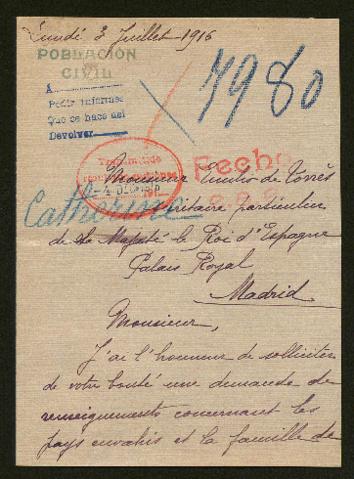 Lundi 3 Juillet 1916
POBLACIÓN
CIVIL
7980
A
Pedir informes
Que se hace así
Devolver
Fecho
Catherine
Monsieur Emilio de Torrès
Secrétaire particulier
de Sa Majesté le Roi d'Espagne
Palais Royal
Madrid
Monsieur,
J'ai l'honneur de solliciter
de votre bonté une demande de
renseignements concernant les
pays envahis et la famille de